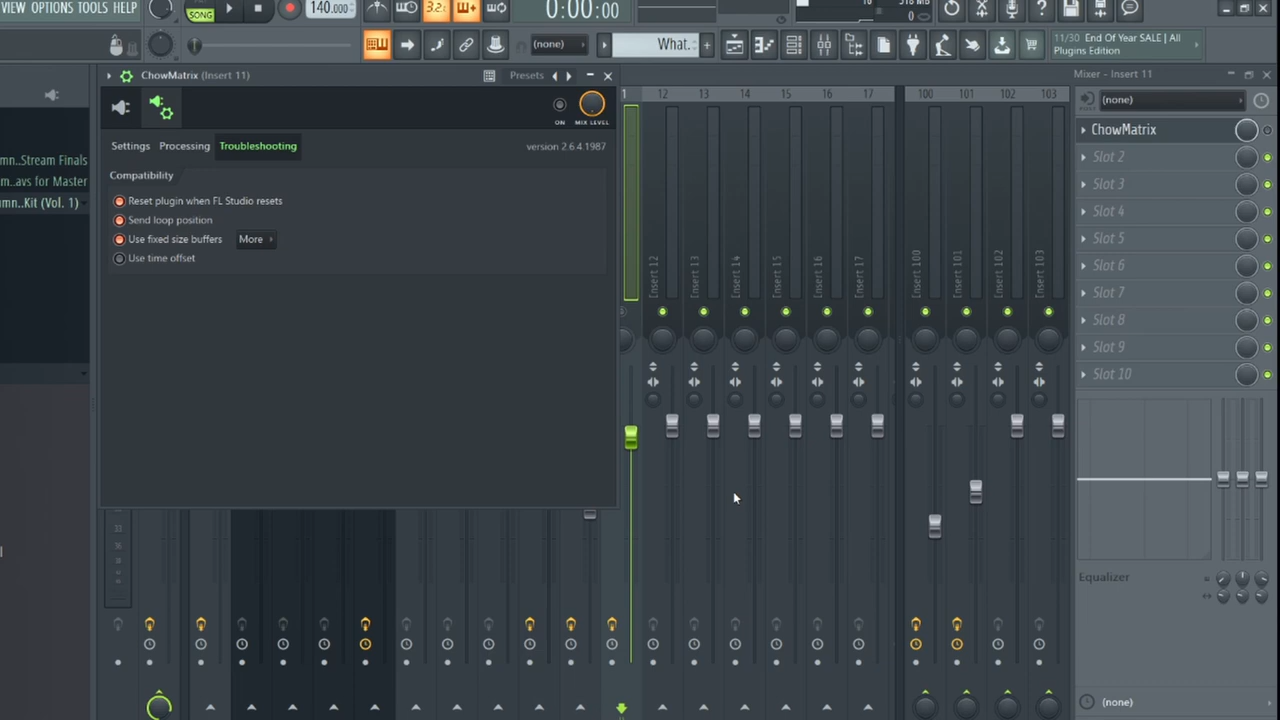 VIEW OPTIONS TOOLS HELP
SONG
140.000
32:
0:00:00
(none)
What.
11/30 End Of Year SALE | All
Plugins Edition
ChowMatrix (Insert 11)
Presets
ON
MIX LEVEL
Settings
Processing
Troubleshooting
version 2.6.4.1987
Compatibility
Reset plugin when FL Studio resets
Send loop position
Use fixed size buffers
More
Use time offset
mn..Stream Finals
m..avs for Master
mn..Kit (Vol. 1)
1
12
13
14
15
16
17
100
101
102
103
Insert 12
Insert 13
Insert 14
Insert 15
Insert 16
Insert 17
Insert 100
Insert 101
Insert 102
Insert 103
Mixer - Insert 11
(none)
ChowMatrix
Slot 2
Slot 3
Slot 4
Slot 5
Slot 6
Slot 7
Slot 8
Slot 9
Slot 10
Equalizer
(none)